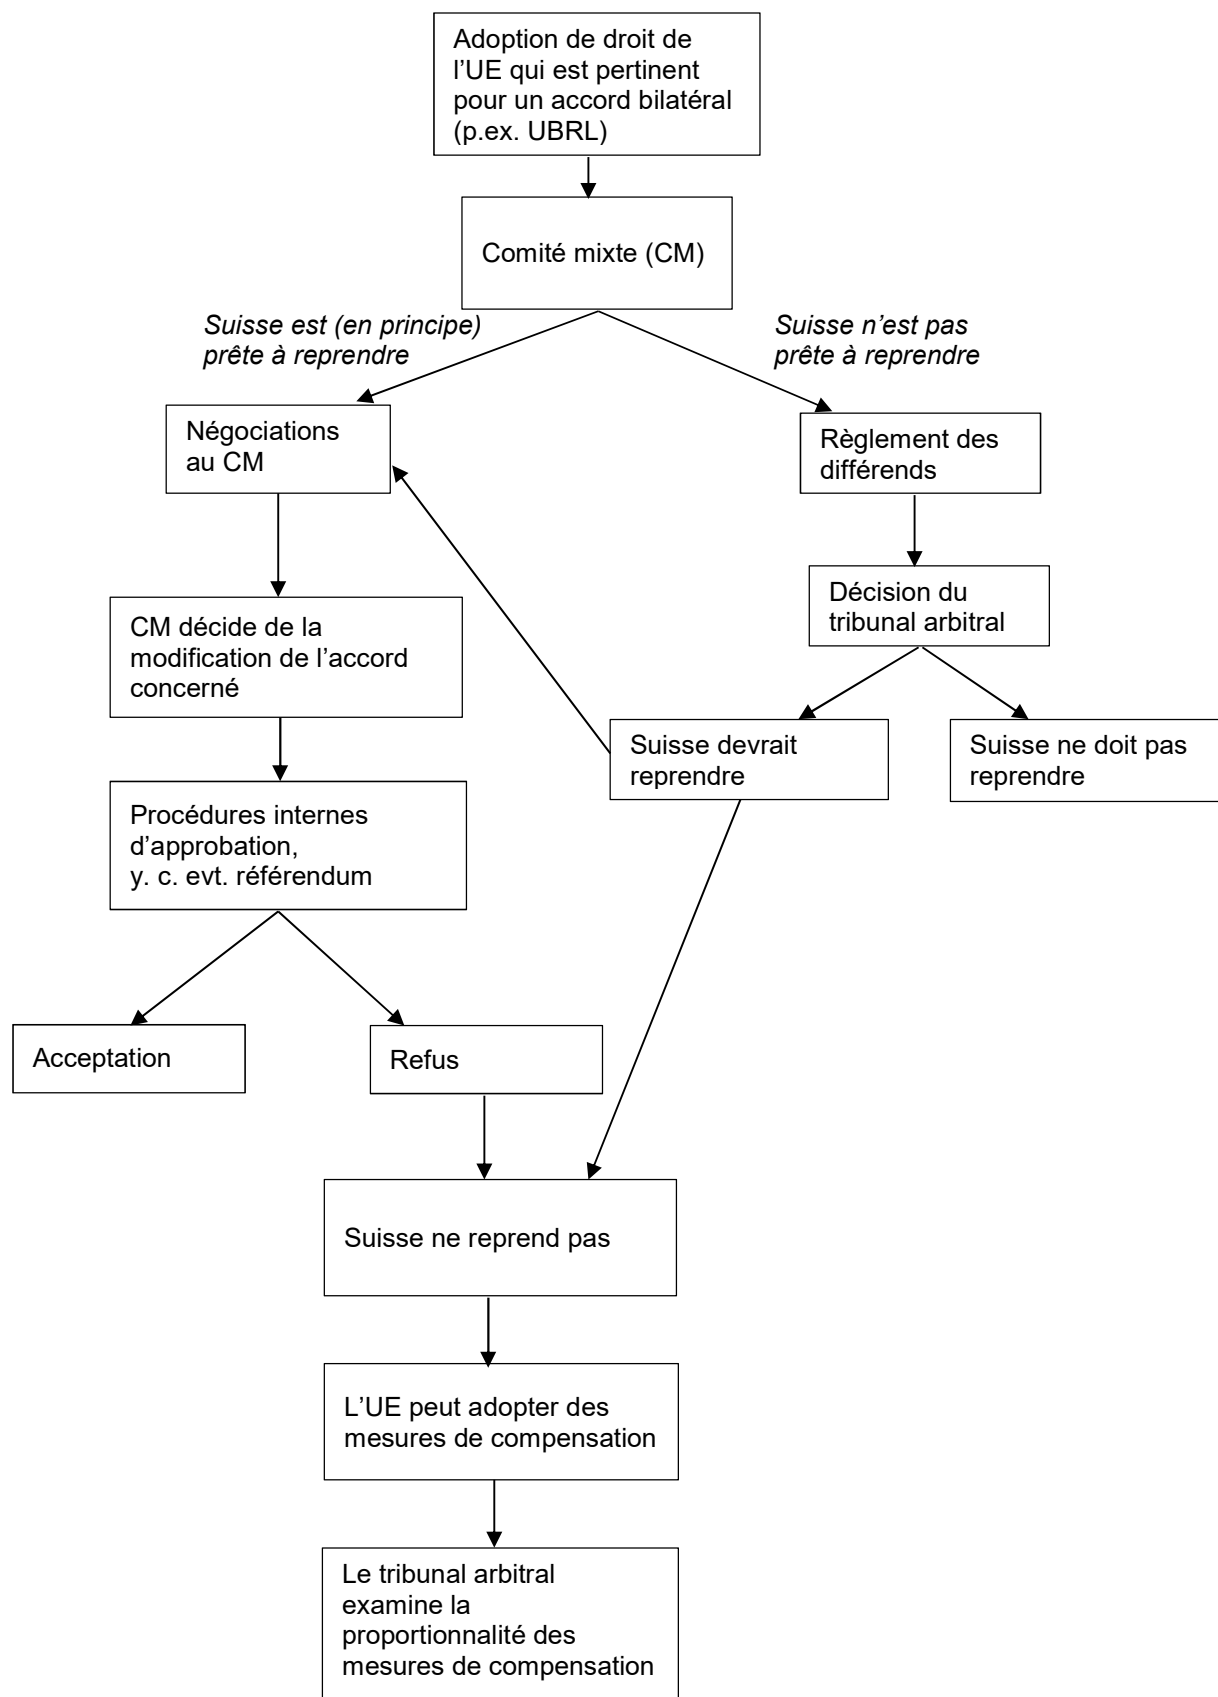 Adoption de droit de
l’UE qui est pertinent
pour un accord bilatéral
(p.ex. UBRL)
Comité mixte (CM)
Suisse est (en principe)
prête à reprendre
Suisse n’est pas
prête à reprendre
Négociations
au CM
Règlement des
différends
CM décide de la
modification de l’accord
concerné
Décision du
tribunal arbitral
Suisse devrait
reprendre
Suisse ne doit pas
reprendre
Procédures internes
d’approbation,
y. c. evt. référendum
Acceptation
Refus
Suisse ne reprend pas
L’UE peut adopter des
mesures de compensation
Le tribunal arbitral
examine la
proportionnalité des
mesures de compensation